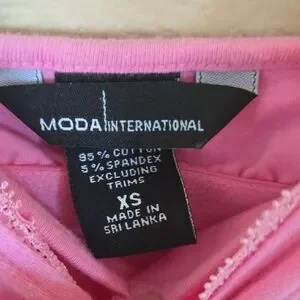 MODA INTERNATIONAL
95% COTTON
5% SPANDEX
EXCLUDING
TRIMS
XS
MADE IN
SRI LANKA